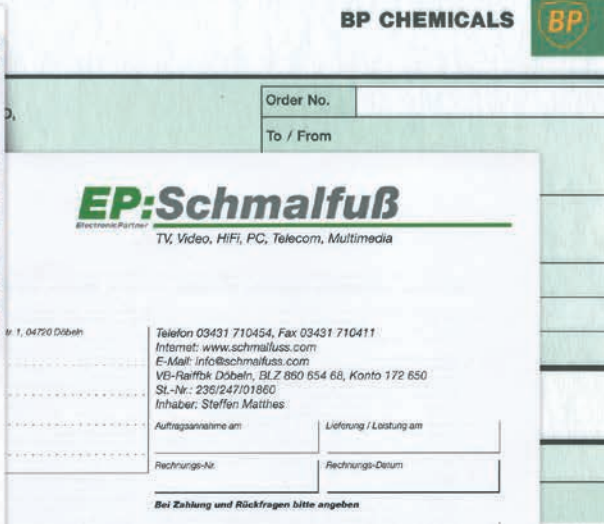 BP CHEMICALS
BP
Order No.
To / From
EP:Schmalfuß
ElectronicPartner
TV, Video, HiFi, PC, Telecom, Multimedia
1, 04720 Döbeln
Telefon 03431 710454, Fax 03431 710411
Internet: www.schmalfuss.com
E-Mail: info@schmalfuss.com
VB-Raiffbk Döbeln, BLZ 860 654 68, Konto 172 650
St.-Nr.: 236/247/01860
Inhaber: Steffen Matthes
Auftragsannahme am
Lieferung / Leistung am
Rechnungs-Nr.
Rechnungs-Datum
Bei Zahlung und Rückfragen bitte angeben